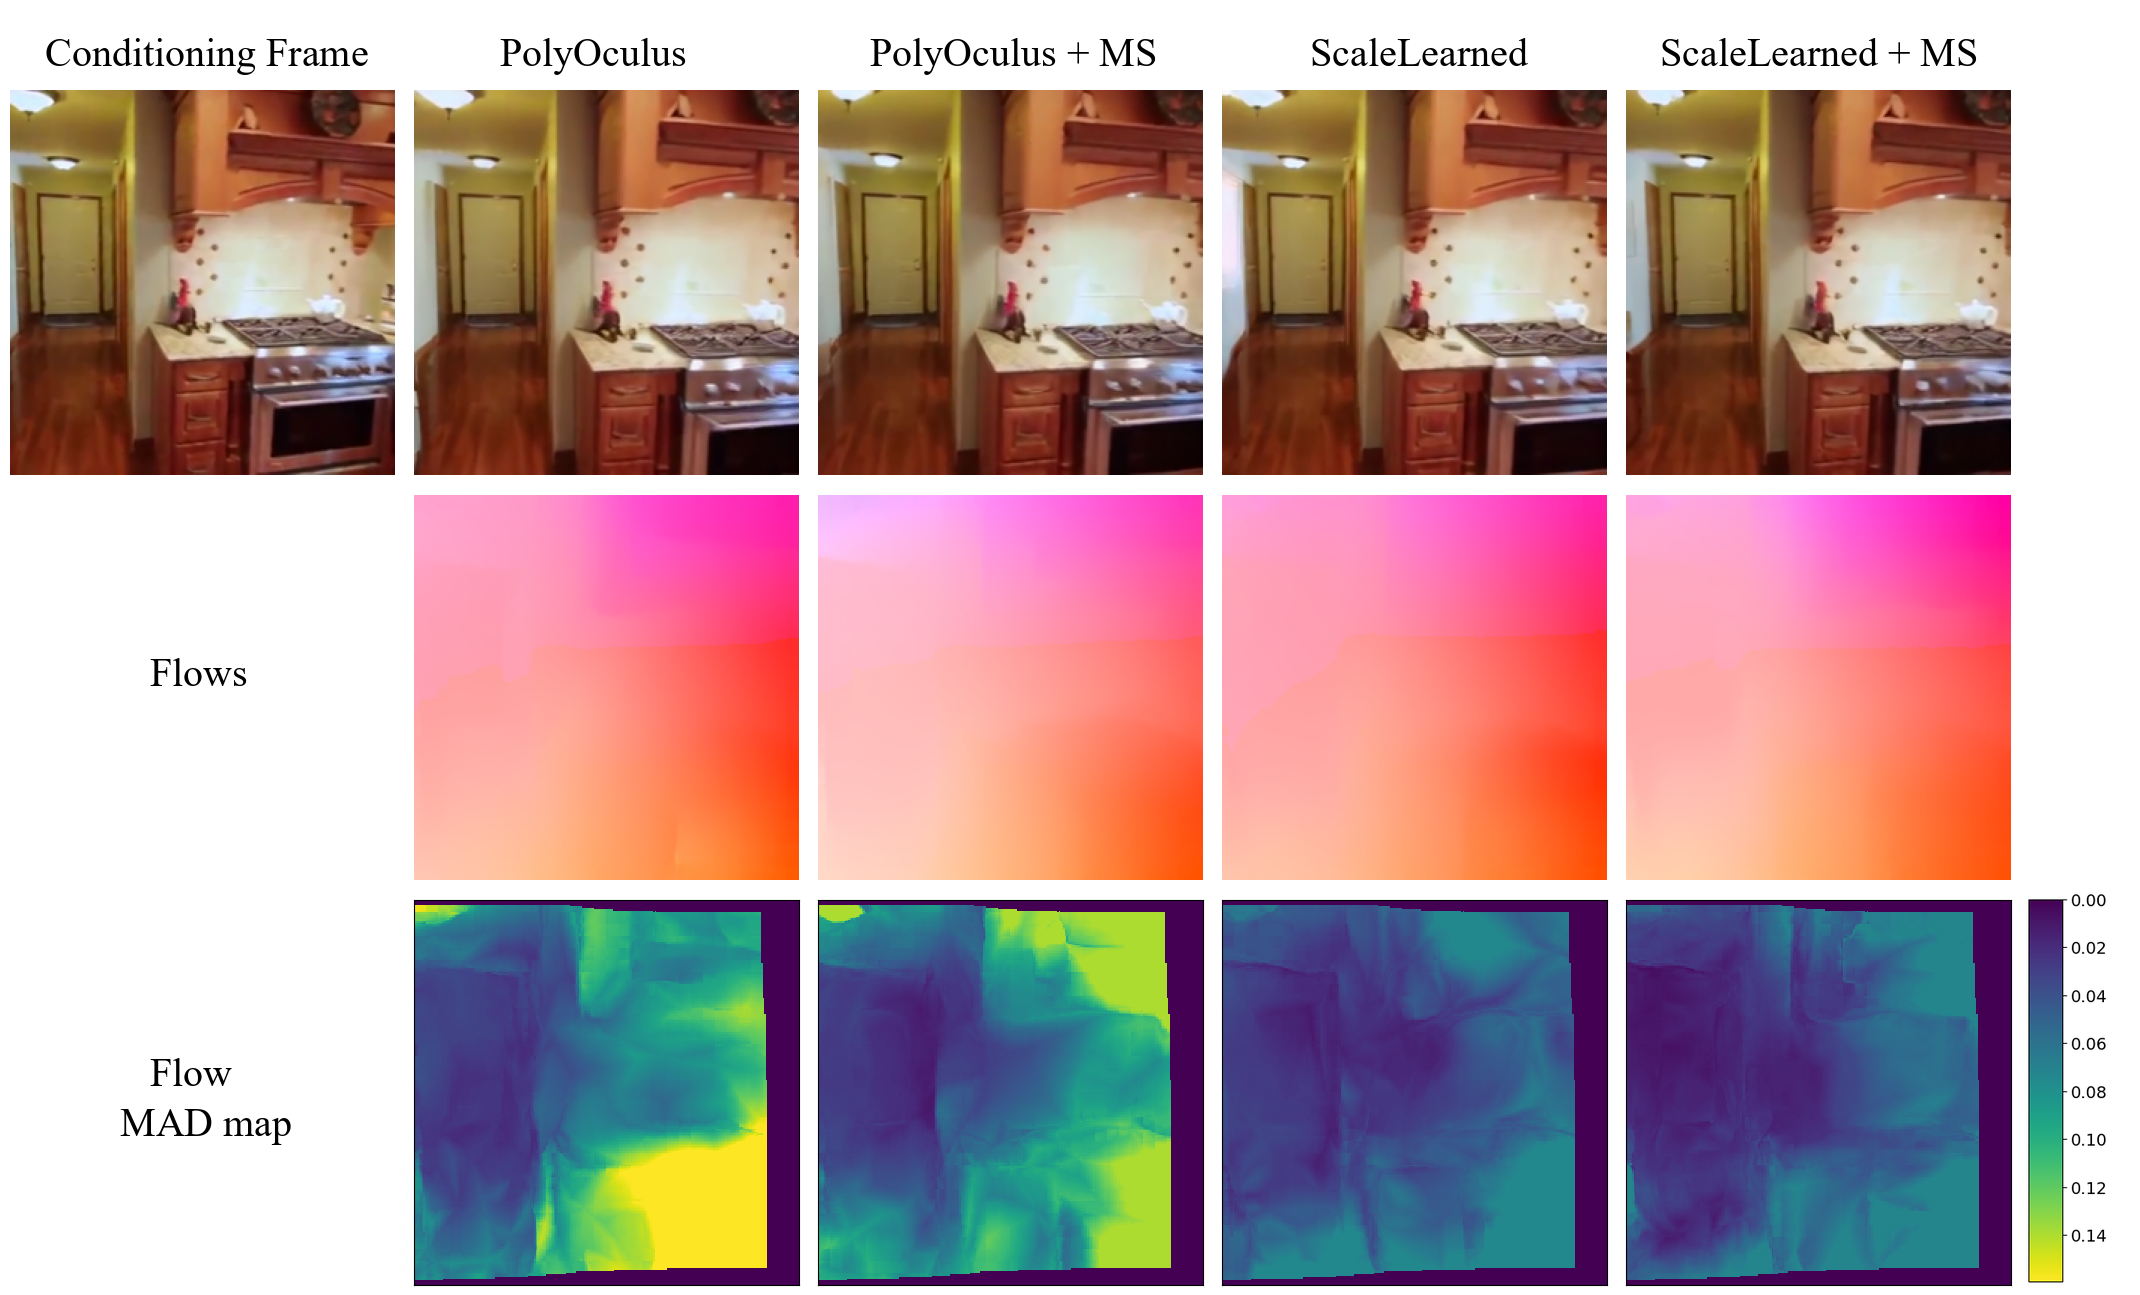 Conditioning Frame
PolyOculus
PolyOculus + MS
ScaleLearned
ScaleLearned + MS
Flows
Flow
MAD map
0.00
0.02
0.04
0.06
0.08
0.10
0.12
0.14